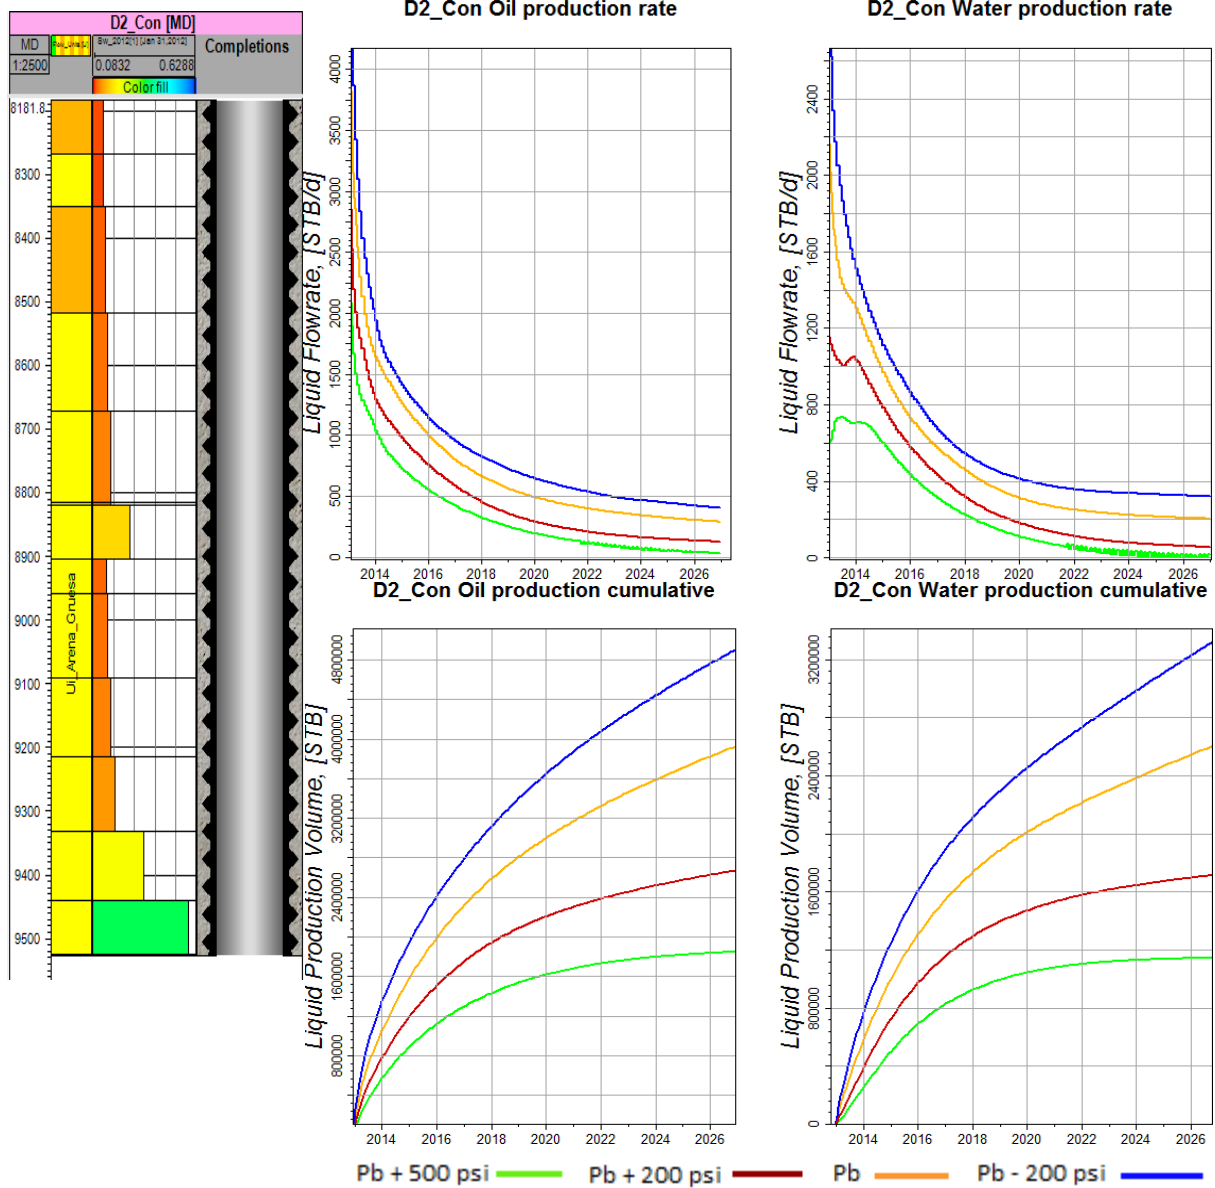 D2_Con [MD]
MD
Sw_2012[1] [Jan 31,2012]
Completions
1:2500
0.0832 0.6288
Color fill
8181.8
8300
8400
8500
8600
8700
8800
8900
9000
9100
9200
9300
9400
9500
Ui_Arena_Gruesa
D2_Con Oil production rate
Liquid Flowrate, [STB/d]
4000
3500
3000
2500
2000
1500
1000
500
0
2014 2016 2018 2020 2022 2024 2026
D2_Con Water production rate
Liquid Flowrate, [STB/d]
2400
2000
1600
1200
800
400
0
2014 2016 2018 2020 2022 2024 2026
D2_Con Oil production cumulative
Liquid Production Volume, [STB]
4800000
4000000
3200000
2400000
1600000
800000
2014 2016 2018 2020 2022 2024 2026
D2_Con Water production cumulative
Liquid Production Volume, [STB]
3200000
2400000
1600000
800000
0
2014 2016 2018 2020 2022 2024 2026
Pb + 500 psi Pb + 200 psi Pb Pb - 200 psi